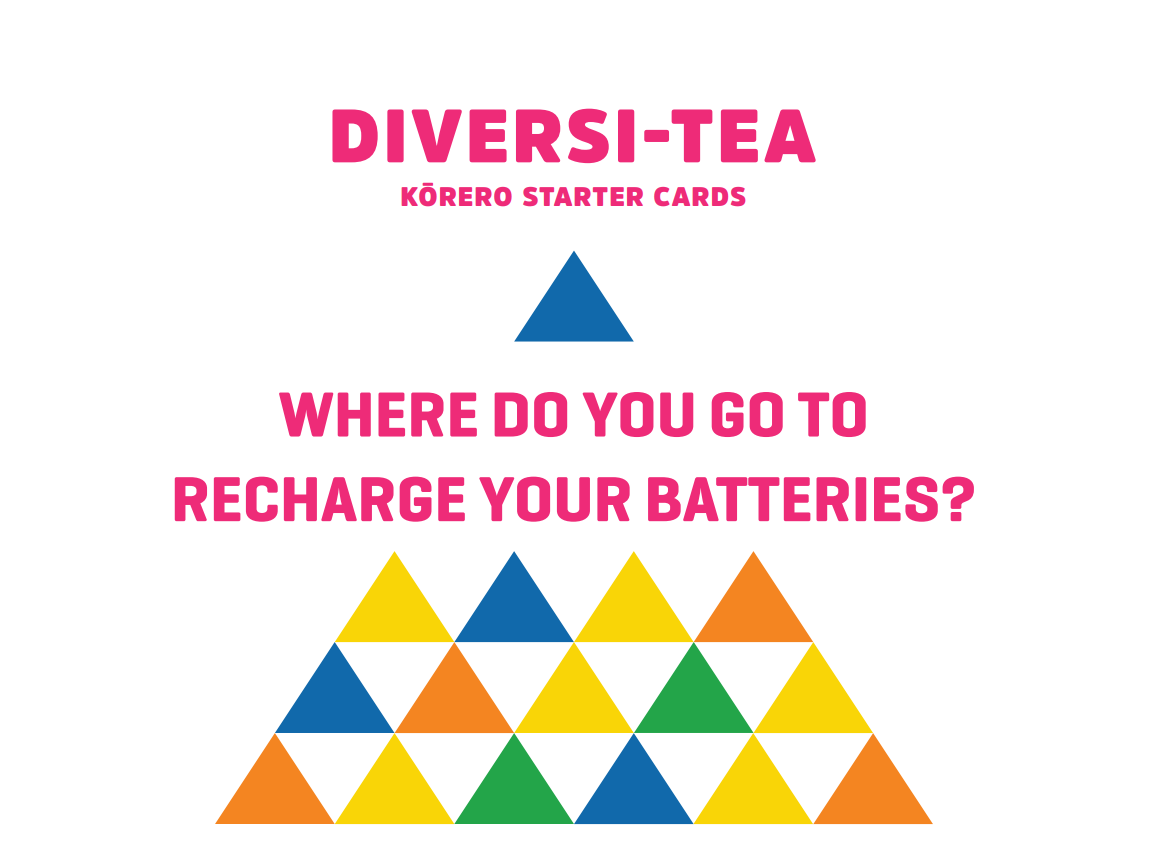 DIVERSI-TEA
KŌRERO STARTER CARDS
WHERE DO YOU GO TO
RECHARGE YOUR BATTERIES?